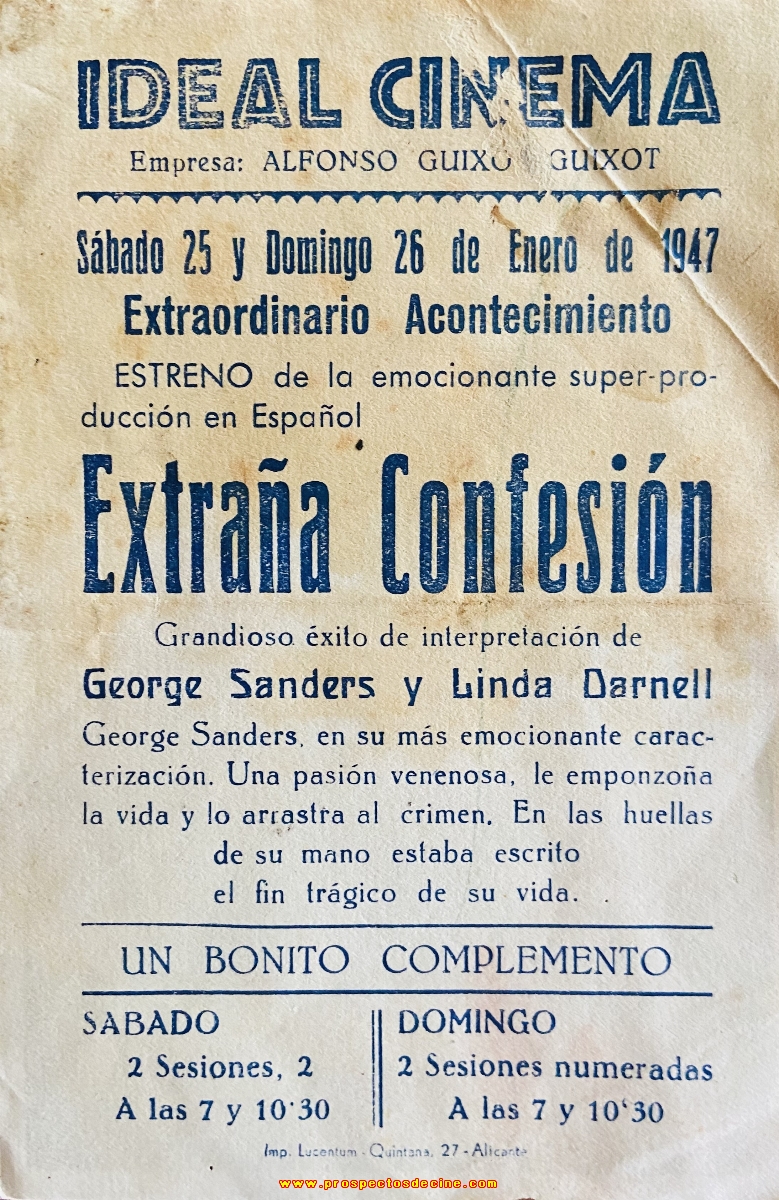 IDEAL CINEMA
Empresa: ALFONSO GUIXO GUIXOT
Sábado 25 y Domingo 26 de Enero de 1947
Extraordinario Acontecimiento
ESTRENO de la emocionante super-pro-
ducción en Español
Extraña Confesión
Grandioso éxito de interpretación de
George Sanders y Linda Darnell
George Sanders, en su más emocionante carac-
terización. Una pasión venenosa, le emponzoña
la vida y lo arrastra al crimen. En las huellas
de su mano estaba escrito
el fin trágico de su vida.
UN BONITO COMPLEMENTO
SABADO
2 Sesiones, 2
A las 7 y 10'30
DOMINGO
2 Sesiones numeradas
A las 7 y 10'30
Imp. Lucentum - Quintana, 27 - Alicante
www.prospectosdecine.com